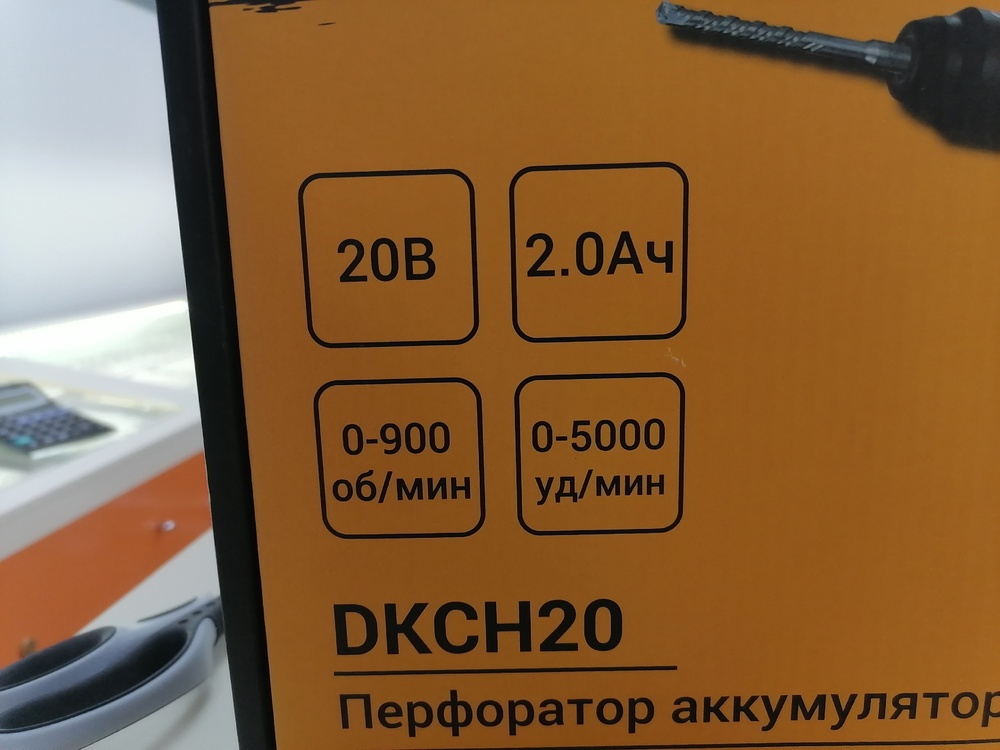 20В
2.0Ач
0-900
об/мин
0-5000
уд/мин
DKCH20
Перфоратор аккумулятор